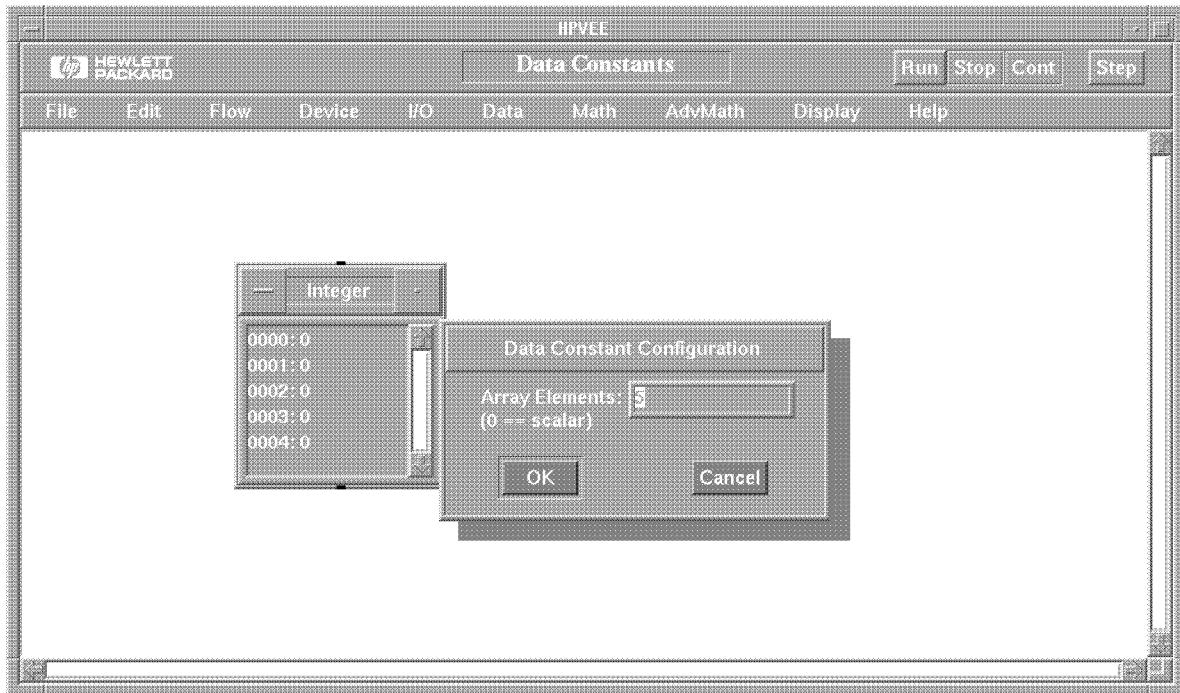 HPVEE
hp HEWLETT PACKARD
Data Constants
Run Stop Cont Step
File Edit Flow Device I/O Data Math AdvMath Display Help
Integer
0000: 0
0001: 0
0002: 0
0003: 0
0004: 0
Data Constant Configuration
Array Elements: 5
(0 == scalar)
OK Cancel